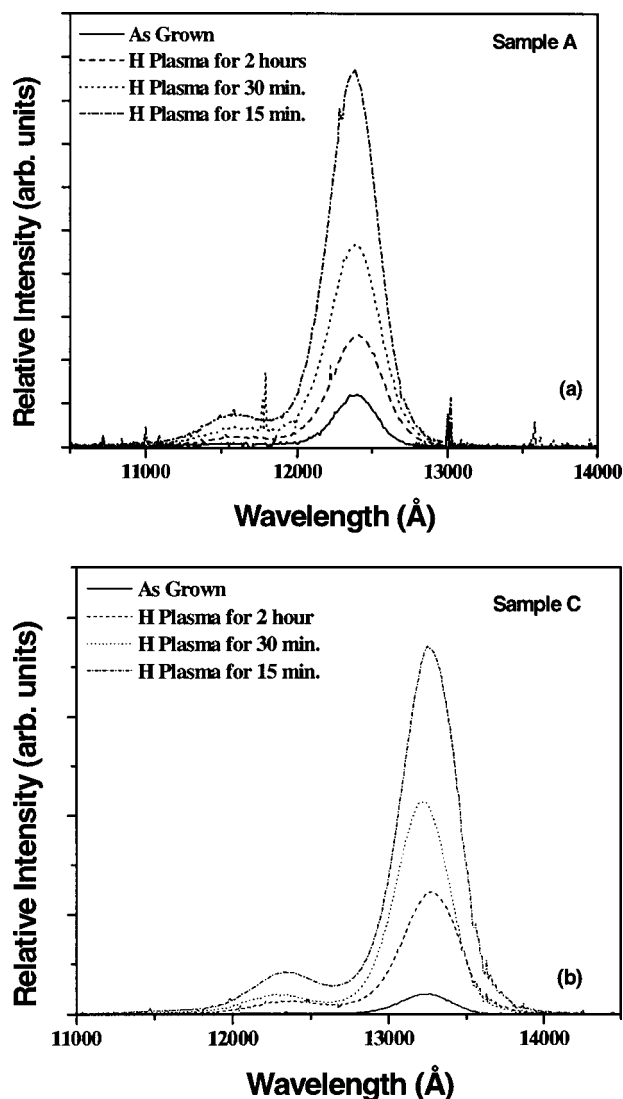 As Grown
H Plasma for 2 hours
H Plasma for 30 min.
H Plasma for 15 min.
Sample A
Relative Intensity (arb. units)
(a)
11000 12000 13000 14000
Wavelength (Å)
As Grown
H Plasma for 2 hour
H Plasma for 30 min.
H Plasma for 15 min.
Sample C
Relative Intensity (arb. units)
(b)
11000 12000 13000 14000
Wavelength (Å)